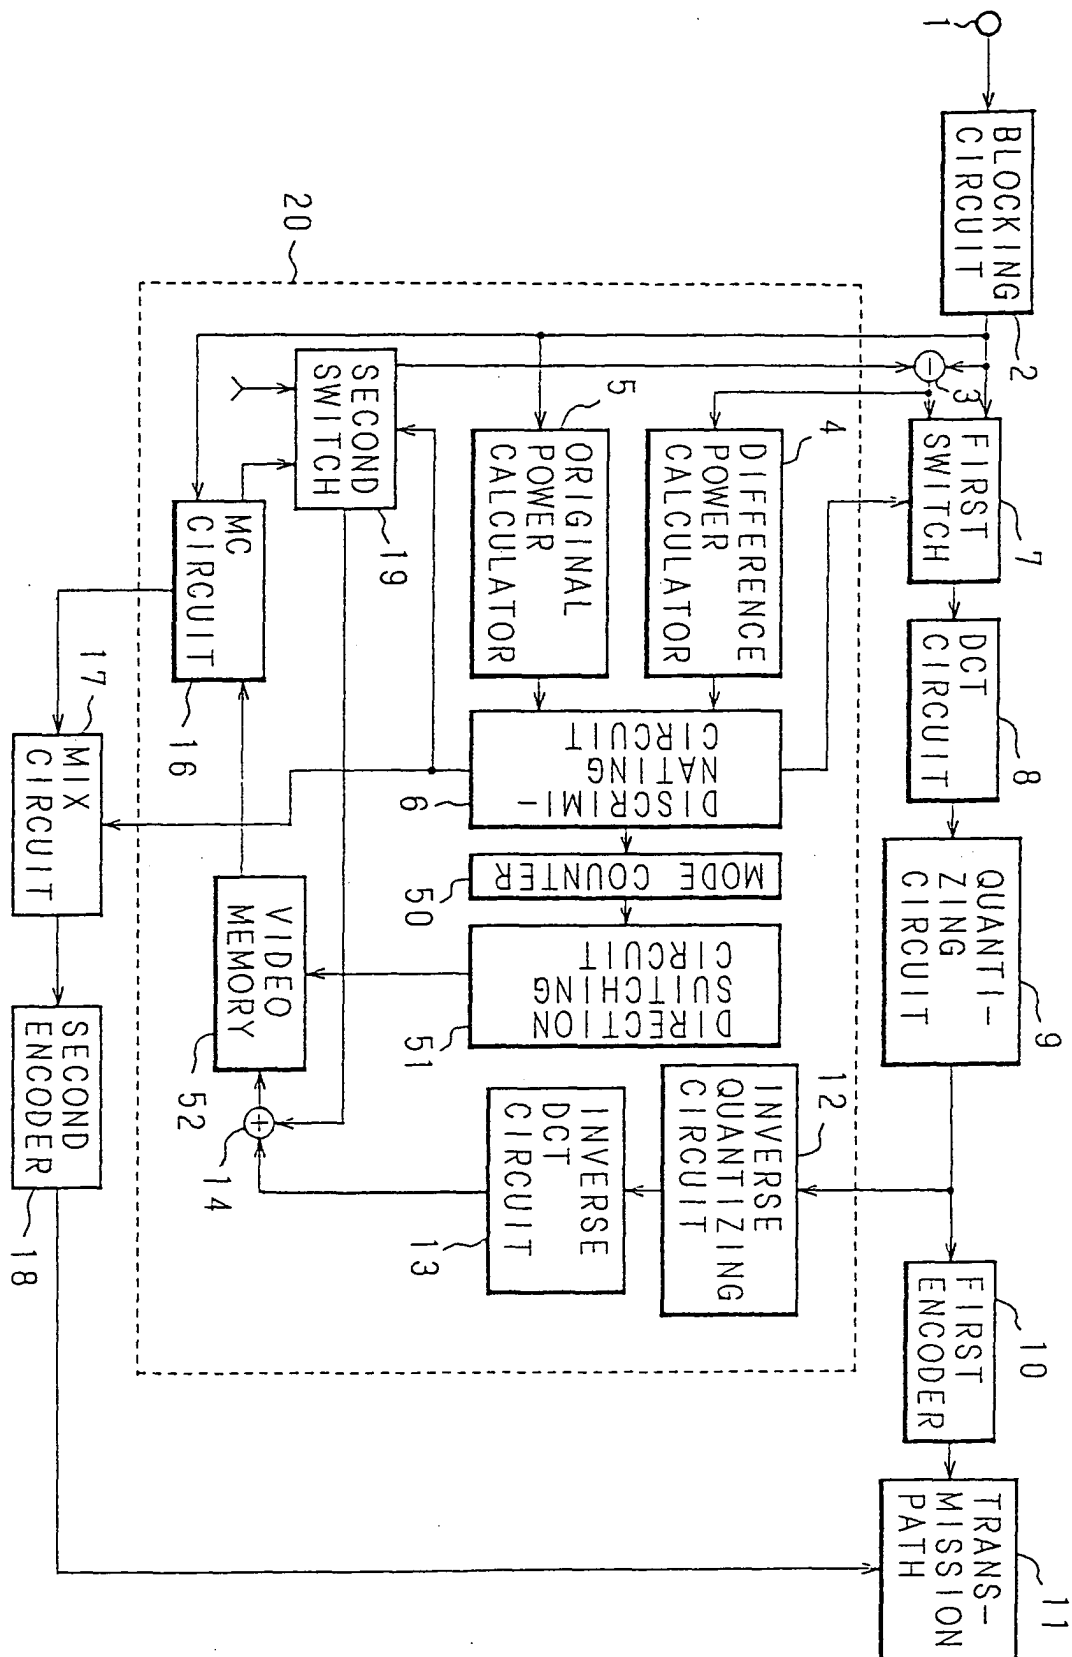 1
BLOCKING
CIRCUIT
2
3
FIRST
SWITCH
7
DCT
CIRCUIT
8
QUANTI-
ZING
CIRCUIT
9
FIRST
ENCODER
10
TRANS-
MISSION
PATH
11
20
DIFFERENCE
POWER
CALCULATOR
4
ORIGINAL
POWER
CALCULATOR
5
DISCRIMI-
NATING
CIRCUIT
6
MODE COUNTER
50
DIRECTION
SUITCHING
CIRCUIT
51
INVERSE
QUANTIZING
CIRCUIT
12
INVERSE
DCT
CIRCUIT
13
SECOND
SWITCH
19
MC
CIRCUIT
16
VIDEO
MEMORY
52
14
MIX
CIRCUIT
17
SECOND
ENCODER
18